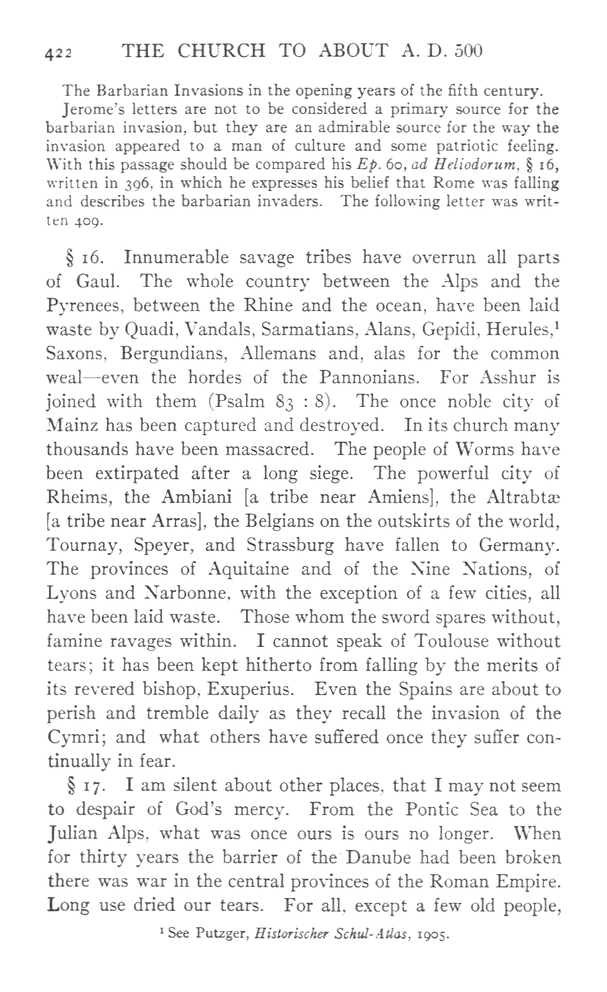 422 THE CHURCH TO ABOUT A. D. 500
The Barbarian Invasions in the opening years of the fifth century.
Jerome's letters are not to be considered a primary source for the
barbarian invasion, but they are an admirable source for the way the
invasion appeared to a man of culture and some patriotic feeling.
With this passage should be compared his Ep. 60, ad Heliodorum, § 16,
written in 396, in which he expresses his belief that Rome was falling
and describes the barbarian invaders. The following letter was writ-
ten 409.
§ 16. Innumerable savage tribes have overrun all parts
of Gaul. The whole country between the Alps and the
Pyrenees, between the Rhine and the ocean, have been laid
waste by Quadi, Vandals, Sarmatians, Alans, Gepidi, Herules,¹
Saxons, Bergundians, Allemans and, alas for the common
weal—even the hordes of the Pannonians. For Asshur is
joined with them (Psalm 83 : 8). The once noble city of
Mainz has been captured and destroyed. In its church many
thousands have been massacred. The people of Worms have
been extirpated after a long siege. The powerful city of
Rheims, the Ambiani [a tribe near Amiens], the Altrabtæ
[a tribe near Arras], the Belgians on the outskirts of the world,
Tournay, Speyer, and Strassburg have fallen to Germany.
The provinces of Aquitaine and of the Nine Nations, of
Lyons and Narbonne, with the exception of a few cities, all
have been laid waste. Those whom the sword spares without,
famine ravages within. I cannot speak of Toulouse without
tears; it has been kept hitherto from falling by the merits of
its revered bishop, Exuperius. Even the Spains are about to
perish and tremble daily as they recall the invasion of the
Cymri; and what others have suffered once they suffer con-
tinually in fear.
§ 17. I am silent about other places, that I may not seem
to despair of God's mercy. From the Pontic Sea to the
Julian Alps, what was once ours is ours no longer. When
for thirty years the barrier of the Danube had been broken
there was war in the central provinces of the Roman Empire.
Long use dried our tears. For all, except a few old people,
¹ See Putzger, Historischer Schul-Atlas, 1905.